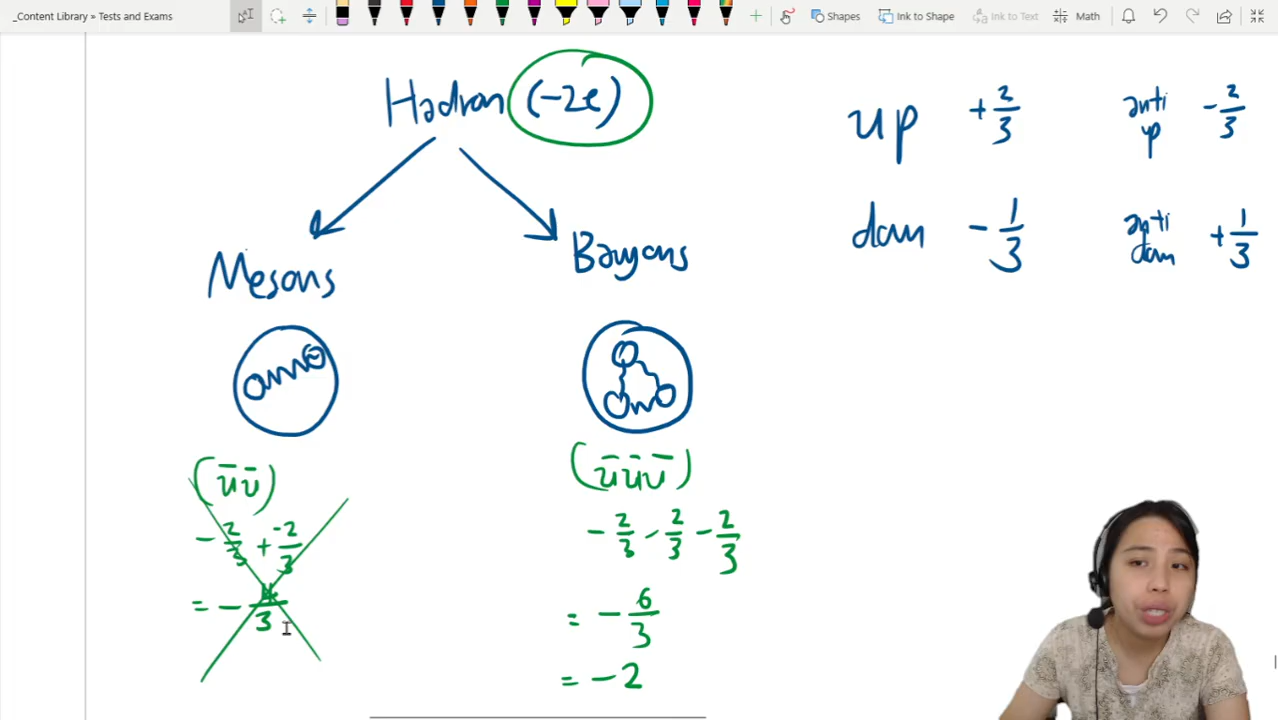 _Content Library » Tests and Exams
Shapes
Ink to Shape
Ink to Text
Math
Hadron (-2e)
up +2/3 anti up -2/3
down -1/3 anti down +1/3
Mesons
Baryons
(ūū)
-2/3 + -2/3
= -4/3
(ūūū)
-2/3 - 2/3 - 2/3
= -6/3
= -2